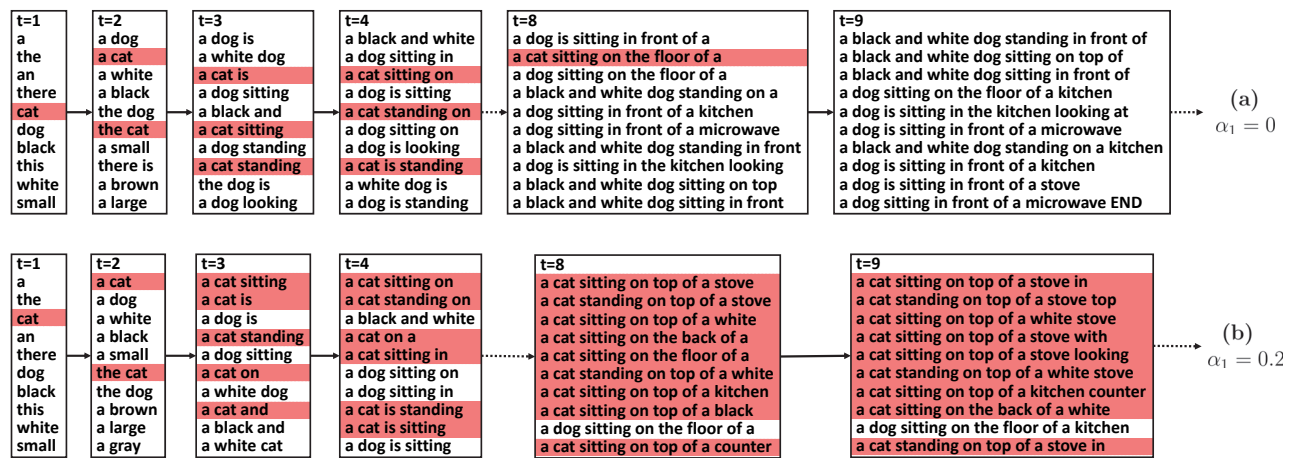 t=1
a
the
an
there
cat
dog
black
this
white
small
t=2
a dog
a cat
a white
a black
the dog
the cat
a small
there is
a brown
a large
t=3
a dog is
a white dog
a cat is
a dog sitting
a black and
a cat sitting
a dog standing
a cat standing
the dog is
a dog looking
t=4
a black and white
a dog sitting in
a cat sitting on
a dog is sitting
a cat standing on
a dog sitting on
a dog is looking
a cat is standing
a white dog is
a dog is standing
t=8
a dog is sitting in front of a
a cat sitting on the floor of a
a dog sitting on the floor of a
a black and white dog standing on a
a dog sitting in front of a kitchen
a dog sitting in front of a microwave
a black and white dog standing in front
a dog is sitting in the kitchen looking
a black and white dog sitting on top
a black and white dog sitting in front
t=9
a black and white dog standing in front of
a black and white dog sitting on top of
a black and white dog sitting in front of
a dog sitting on the floor of a kitchen
a dog is sitting in the kitchen looking at
a dog is sitting in front of a microwave
a black and white dog standing on a kitchen
a dog is sitting in front of a kitchen
a dog is sitting in front of a stove
a dog sitting in front of a microwave END
(a)
α₁ = 0
t=1
a
the
cat
an
there
dog
black
this
white
small
t=2
a cat
a dog
a white
a black
a small
the cat
the dog
a brown
a large
a gray
t=3
a cat sitting
a cat is
a dog is
a cat standing
a dog sitting
a cat on
a white dog
a cat and
a black and
a white cat
t=4
a cat sitting on
a cat standing on
a black and white
a cat on a
a cat sitting in
a dog sitting on
a dog sitting in
a cat is standing
a cat is sitting
a dog is sitting
t=8
a cat sitting on top of a stove
a cat standing on top of a stove
a cat sitting on top of a white
a cat sitting on the back of a
a cat sitting on the floor of a
a cat standing on top of a white
a cat sitting on top of a kitchen
a cat sitting on top of a black
a dog sitting on the floor of a
a cat sitting on top of a counter
t=9
a cat sitting on top of a stove in
a cat standing on top of a stove top
a cat sitting on top of a white stove
a cat sitting on top of a stove with
a cat sitting on top of a stove looking
a cat standing on top of a white stove
a cat sitting on top of a kitchen counter
a cat sitting on the back of a white
a dog sitting on the floor of a kitchen
a cat standing on top of a stove in
(b)
α₁ = 0.2